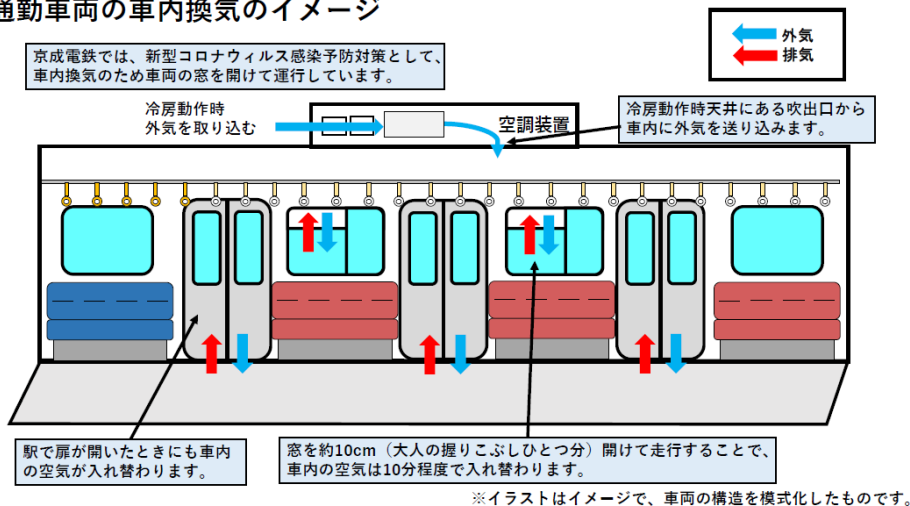 通勤車両の車内換気のイメージ
外気
排気
京成電鉄では、新型コロナウィルス感染予防対策として、
車内換気のため車両の窓を開けて運行しています。
冷房動作時
外気を取り込む
空調装置
冷房動作時天井にある吹出口から
車内に外気を送り込みます。
駅で扉が開いたときにも車内
の空気が入れ替わります。
窓を約10cm（大人の握りこぶしひとつ分）開けて走行することで、
車内の空気は10分程度で入れ替わります。
※イラストはイメージで、車両の構造を模式化したものです。